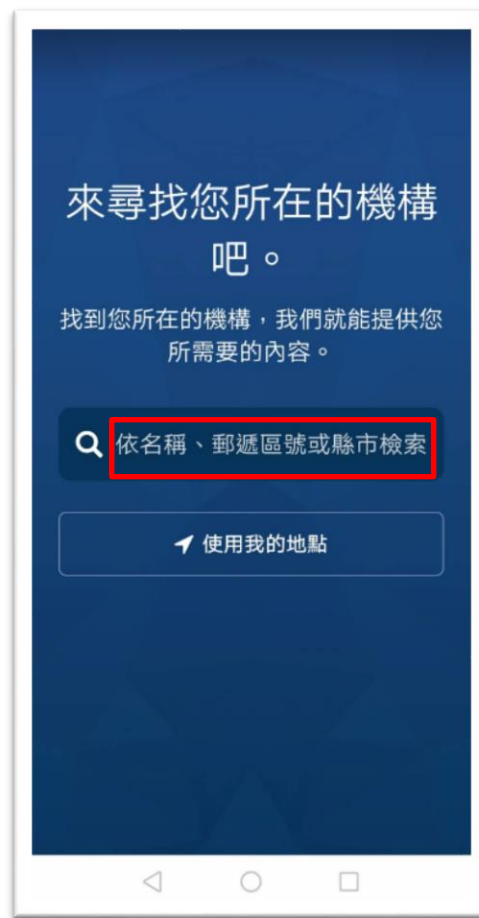 來尋找您所在的機構
吧。
找到您所在的機構，我們就能提供您
所需要的內容。
依名稱、郵遞區號或縣市檢索
使用我的地點